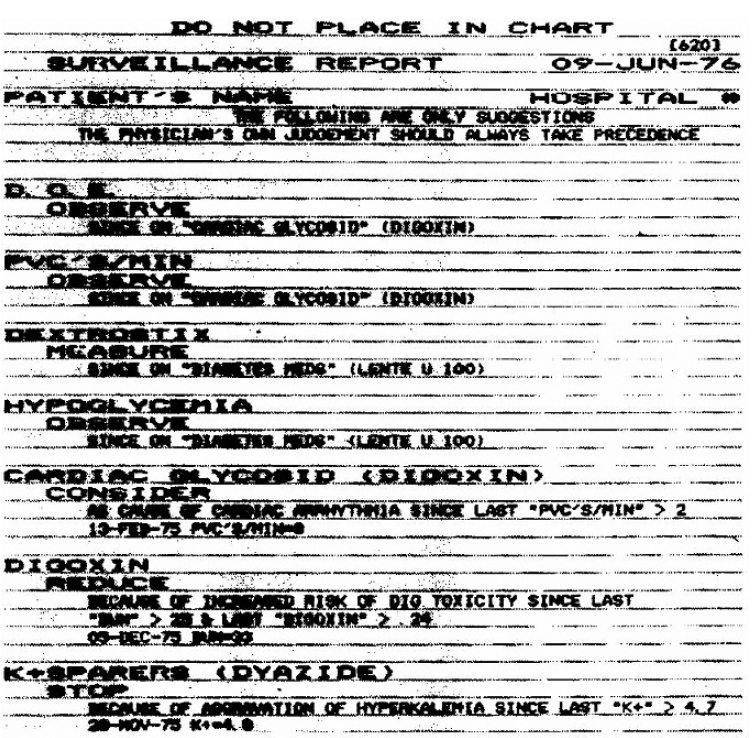 DO NOT PLACE IN CHART
[620]
SURVEILLANCE REPORT 09-JUN-76
PATIENT'S NAME HOSPITAL #
THE FOLLOWING ARE ONLY SUGGESTIONS
THE PHYSICIAN'S OWN JUDGEMENT SHOULD ALWAYS TAKE PRECEDENCE
D. O. E.
OBSERVE
SINCE ON "CARDIAC GLYCOSID" (DIGOXIN)
PVC'S/MIN
OBSERVE
SINCE ON "CARDIAC GLYCOSID" (DIGOXIN)
DEXTROSTIX
MEASURE
SINCE ON "DIABETES MEDS" (LENTE U 100)
HYPOGLYCEMIA
OBSERVE
SINCE ON "DIABETES MEDS" (LENTE U 100)
CARDIAC GLYCOSID (DIGOXIN)
CONSIDER
AS CAUSE OF CARDIAC ARRHYTHMIA SINCE LAST "PVC'S/MIN" > 2
13-FEB-75 PVC'S/MIN=
DIGOXIN
REDUCE
BECAUSE OF INCREASED RISK OF DIG TOXICITY SINCE LAST
"BUN" > 25 & LAST "DIGOXIN" > .24
09-DEC-75 BUN=
K+SPARERS (DYAZIDE)
STOP
BECAUSE OF AGGRAVATION OF HYPERKALEMIA SINCE LAST "K+" > 4.7
-NOV-75 K+=4.